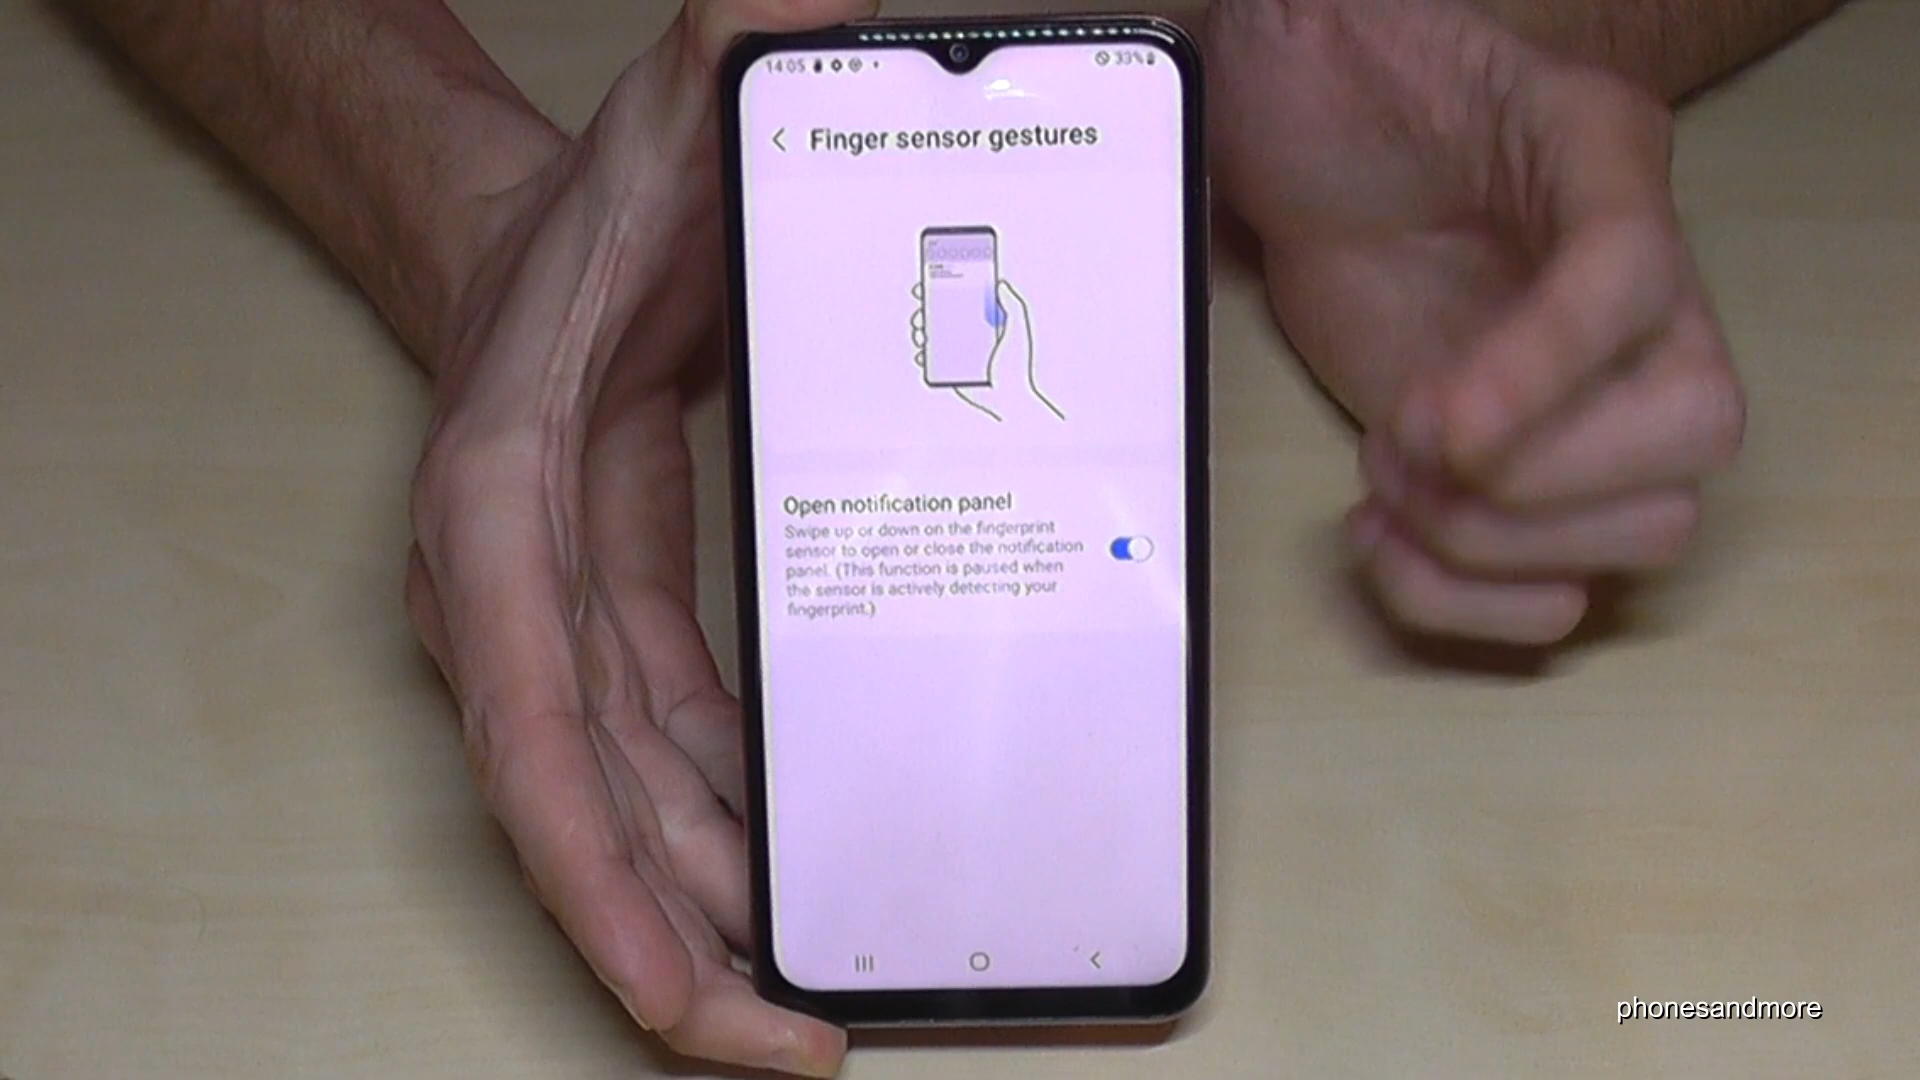 14:05
33%
Finger sensor gestures
Open notification panel
Swipe up or down on the fingerprint
sensor to open or close the notification
panel. (This function is paused when
the sensor is actively detecting your
fingerprint.)
phonesandmore